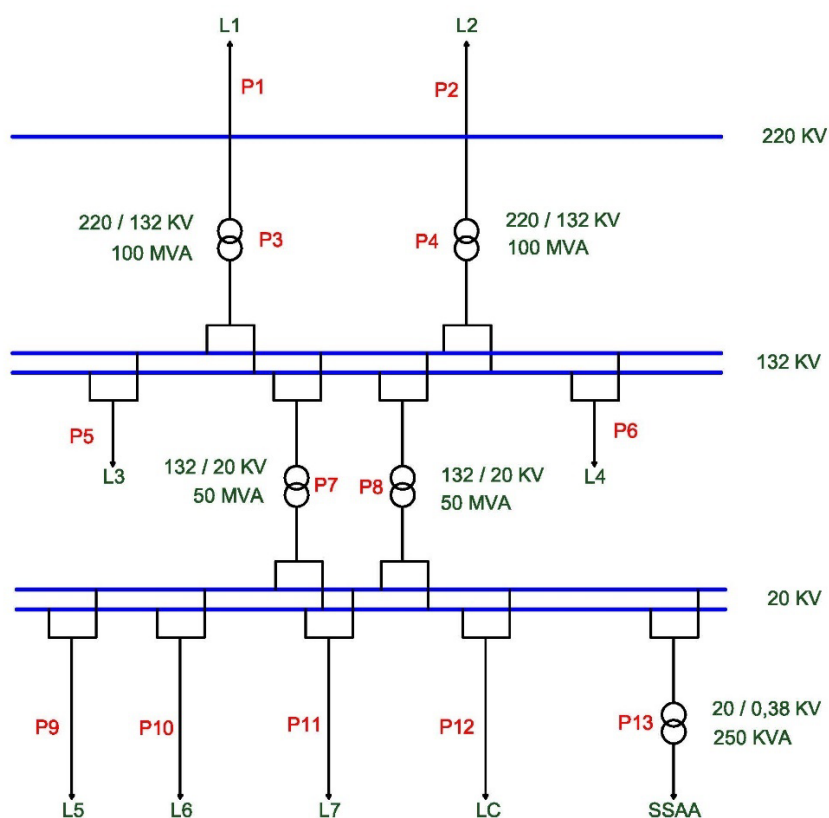 L1
L2
P1
P2
220 KV
220 / 132 KV
100 MVA
P3
P4
220 / 132 KV
100 MVA
132 KV
P5
L3
P6
L4
132 / 20 KV
50 MVA
P7
P8
132 / 20 KV
50 MVA
20 KV
P9
P10
P11
P12
P13
20 / 0,38 KV
250 KVA
L5
L6
L7
LC
SSAA